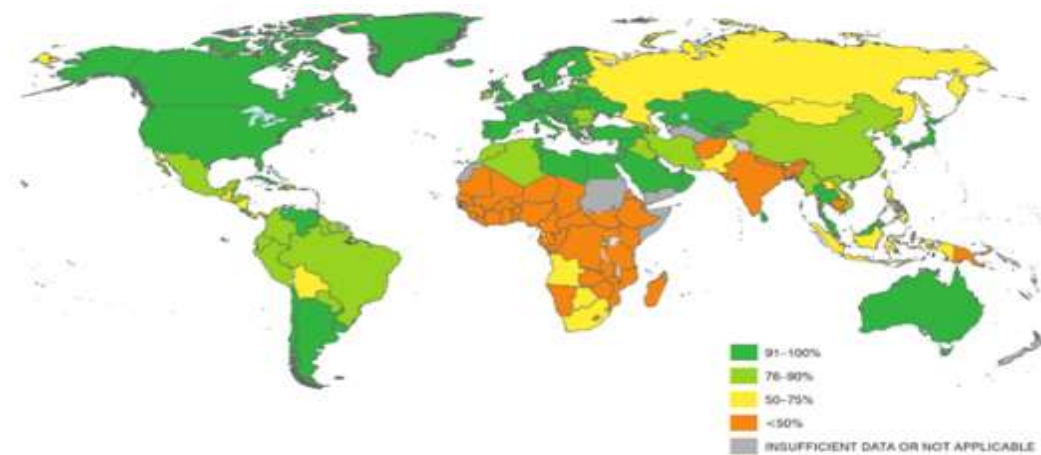 91-100%
76-90%
50-75%
<50%
INSUFFICIENT DATA OR NOT APPLICABLE